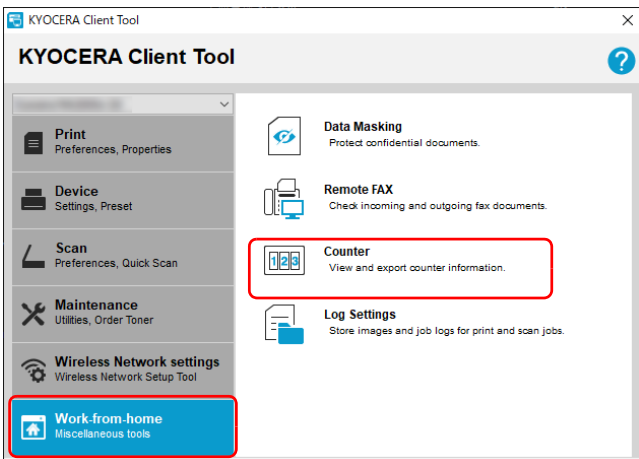 KYOCERA Client Tool
KYOCERA Client Tool
?
Print
Preferences, Properties
Device
Settings, Preset
Scan
Preferences, Quick Scan
Maintenance
Utilities, Order Toner
Wireless Network settings
Wireless Network Setup Tool
Work-from-home
Miscellaneous tools
Data Masking
Protect confidential documents.
Remote FAX
Check incoming and outgoing fax documents.
123
Counter
View and export counter information.
Log Settings
Store images and job logs for print and scan jobs.